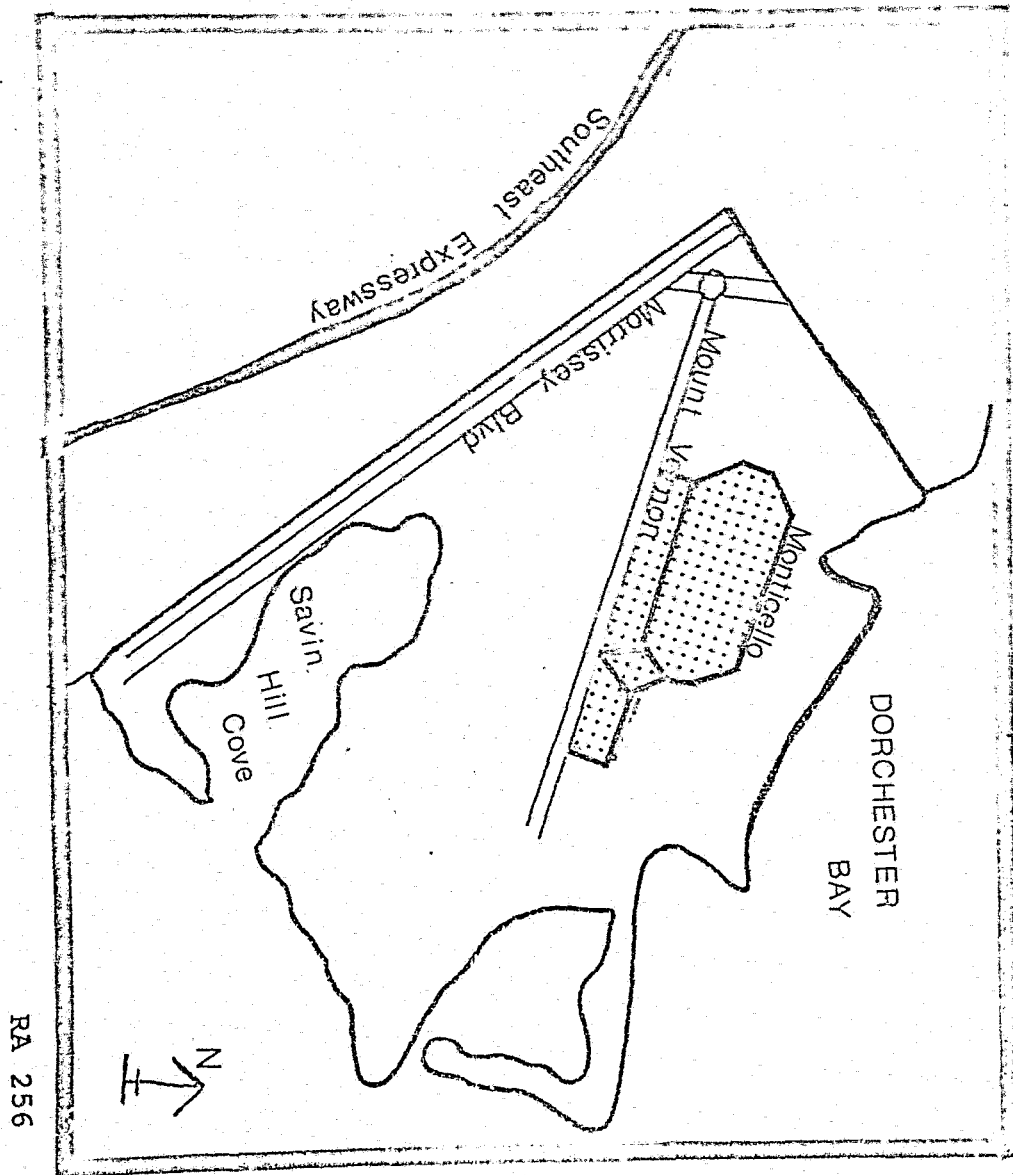 Southeast
Expressway
Morrissey
Blvd
Mount Vernon
Monticello
Savin
Hill
Cove
DORCHESTER
BAY
N
RA 256